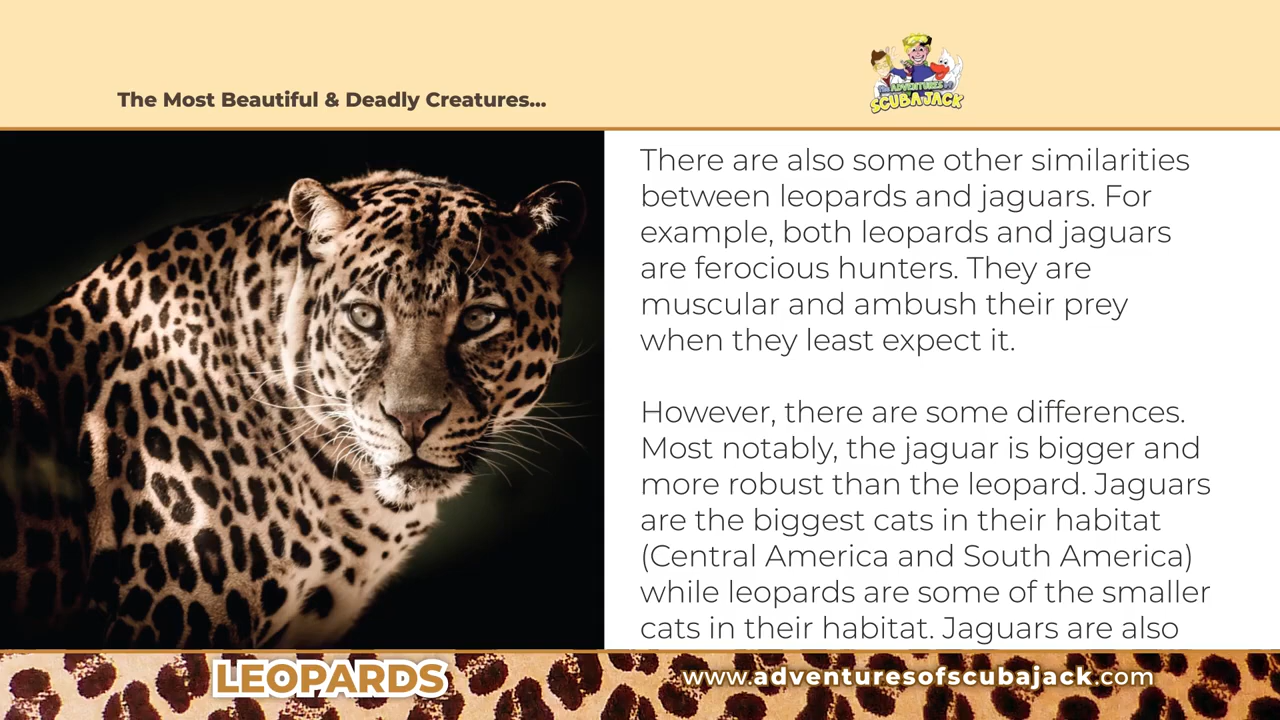 The Most Beautiful & Deadly Creatures...
THE ADVENTURES OF
SCUBA JACK
There are also some other similarities
between leopards and jaguars. For
example, both leopards and jaguars
are ferocious hunters. They are
muscular and ambush their prey
when they least expect it.
However, there are some differences.
Most notably, the jaguar is bigger and
more robust than the leopard. Jaguars
are the biggest cats in their habitat
(Central America and South America)
while leopards are some of the smaller
cats in their habitat. Jaguars are also
LEOPARDS
www.adventuresofscubajack.com